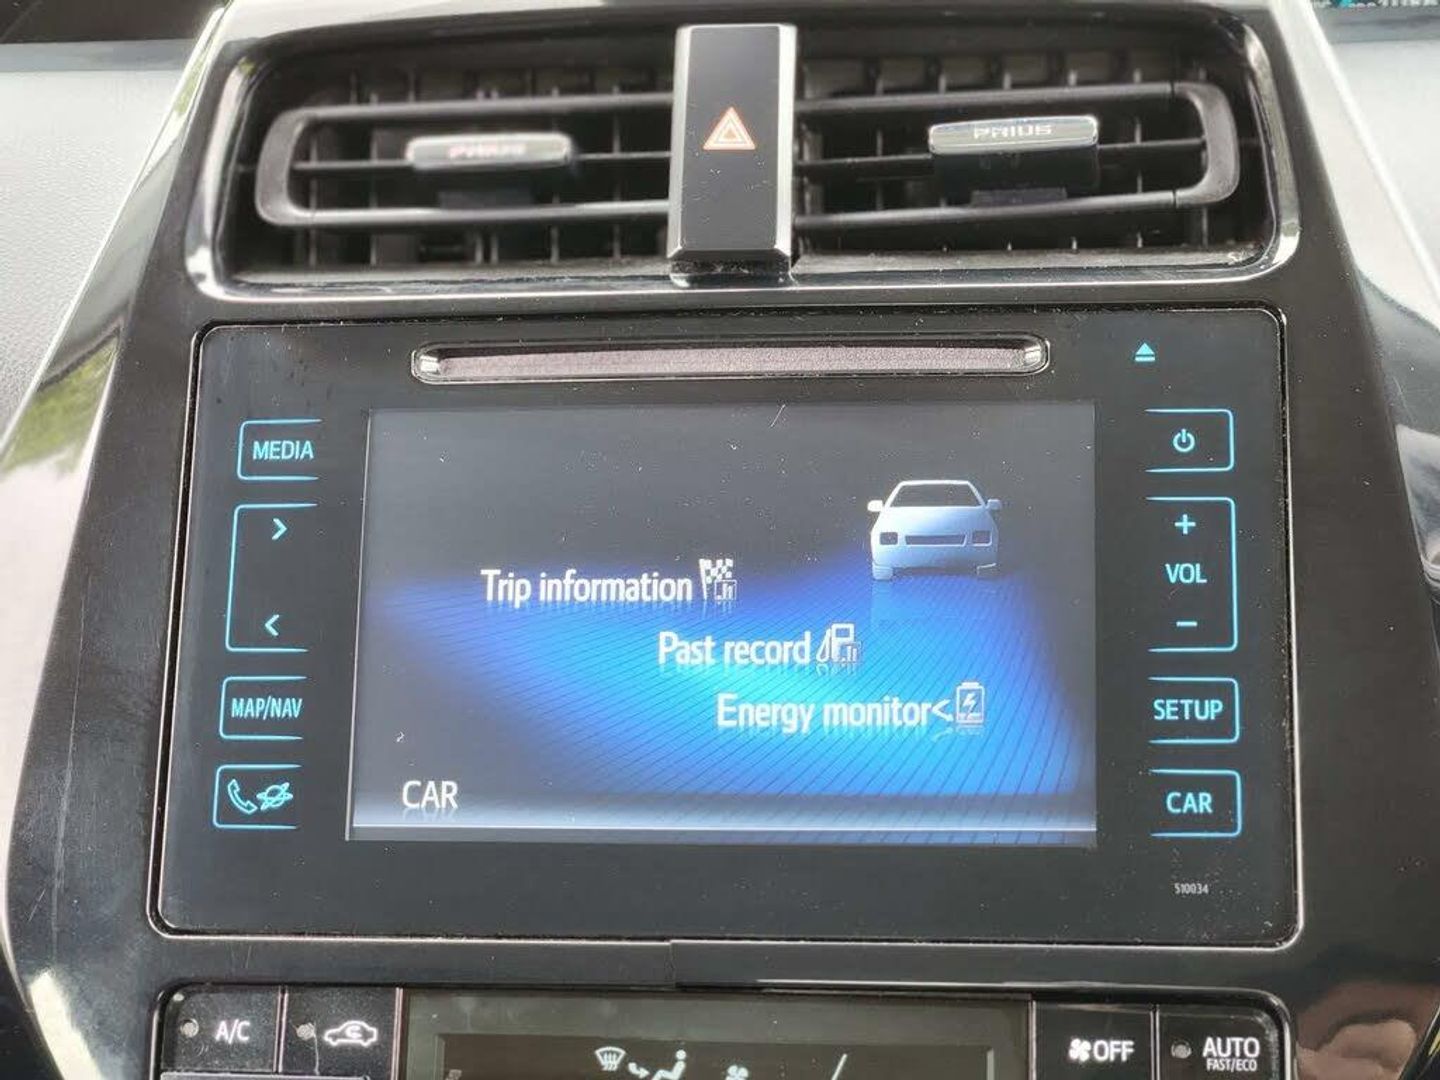 PRIUS
PRIUS
MEDIA
MAP/NAV
Trip information
Past record
Energy monitor
CAR
+
VOL
−
SETUP
CAR
510034
A/C
OFF
AUTO
FAST/ECO